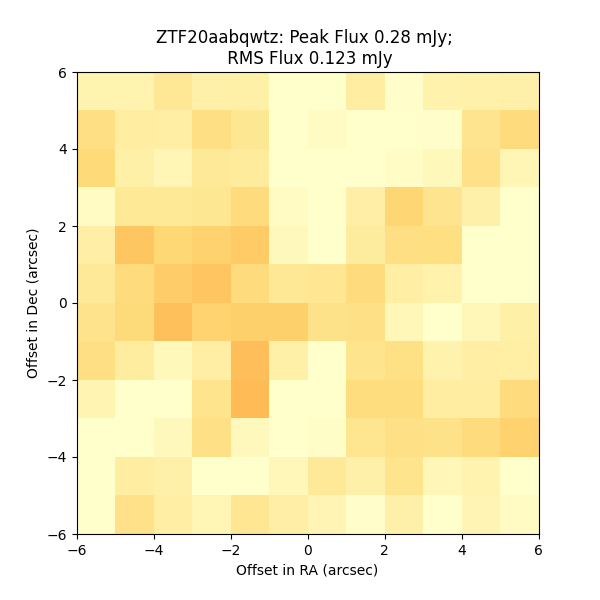 ZTF20aabqwtz: Peak Flux 0.28 mJy;
RMS Flux 0.123 mJy
6
4
2
0
−2
−4
−6
Offset in Dec (arcsec)
−6 −4 −2 0 2 4 6
Offset in RA (arcsec)